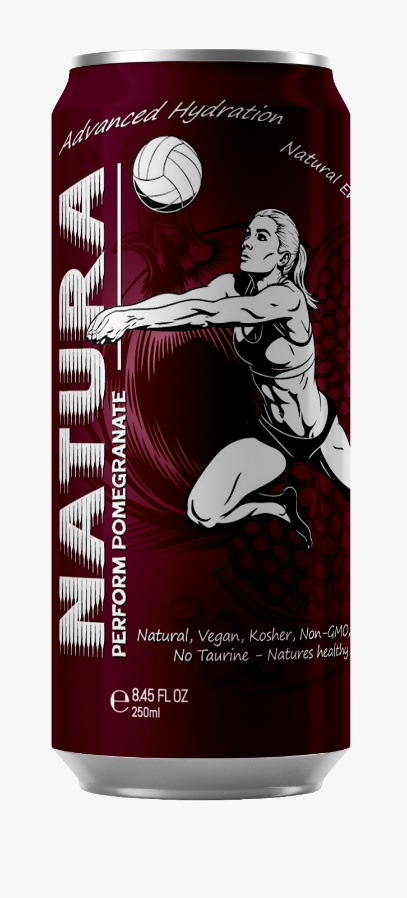 Advanced Hydration
Natural
NATURA
PERFORM POMEGRANATE
Natural, Vegan, Kosher, Non-GMO,
No Taurine - Natures healthy
e 8.45 FL OZ
250ml